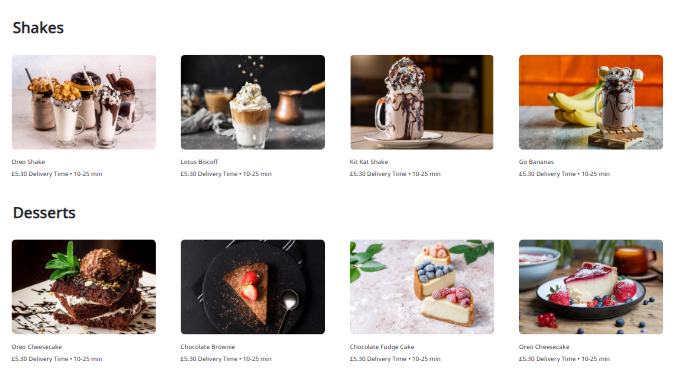 Shakes
Oreo Shake
£5.30 Delivery Time • 10-25 min
Lotus Biscoff
£5.30 Delivery Time • 10-25 min
Kit Kat Shake
£5.30 Delivery Time • 10-25 min
Go Bananas
£5.30 Delivery Time • 10-25 min
Desserts
Oreo Cheesecake
£5.30 Delivery Time • 10-25 min
Chocolate Brownie
£5.30 Delivery Time • 10-25 min
Chocolate Fudge Cake
£5.30 Delivery Time • 10-25 min
Oreo Cheesecake
£5.30 Delivery Time • 10-25 min